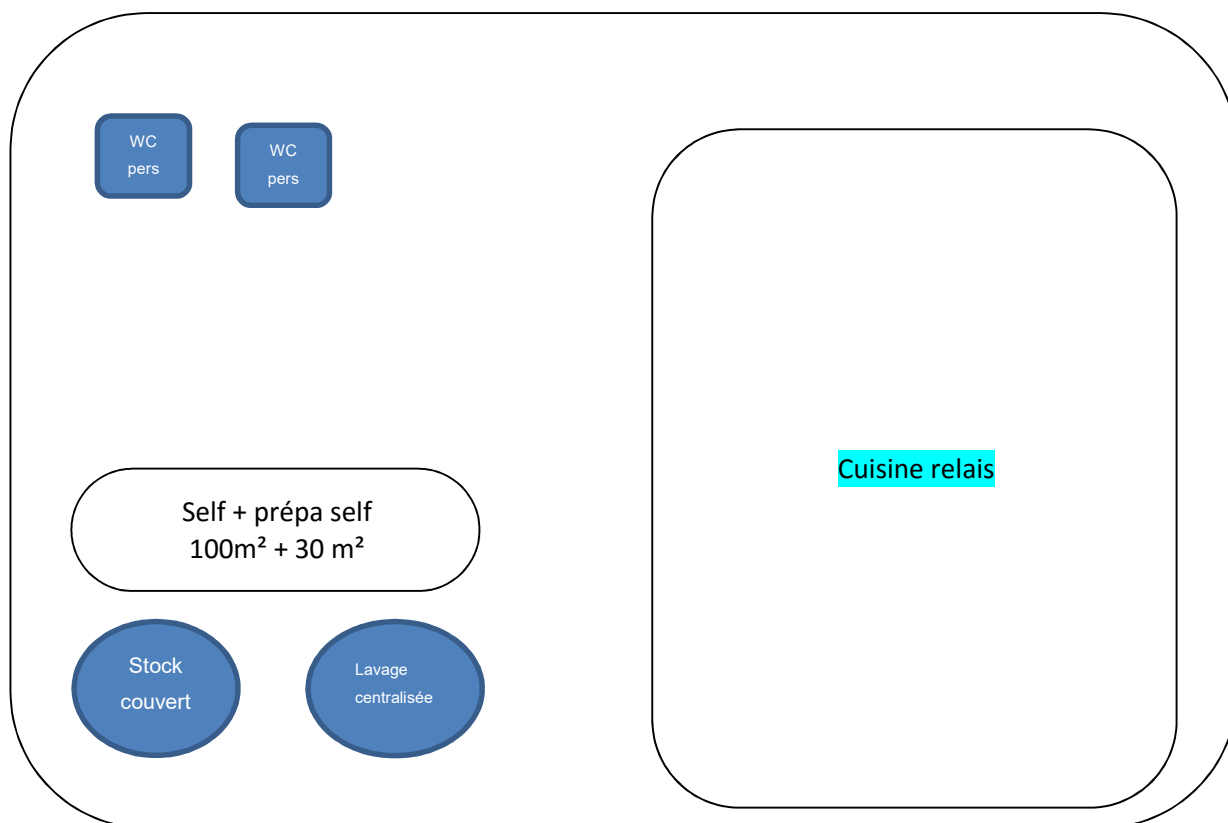 WC
pers
WC
pers
Cuisine relais
Self + prépa self
100m² + 30 m²
Stock
couvert
Lavage
centralisée